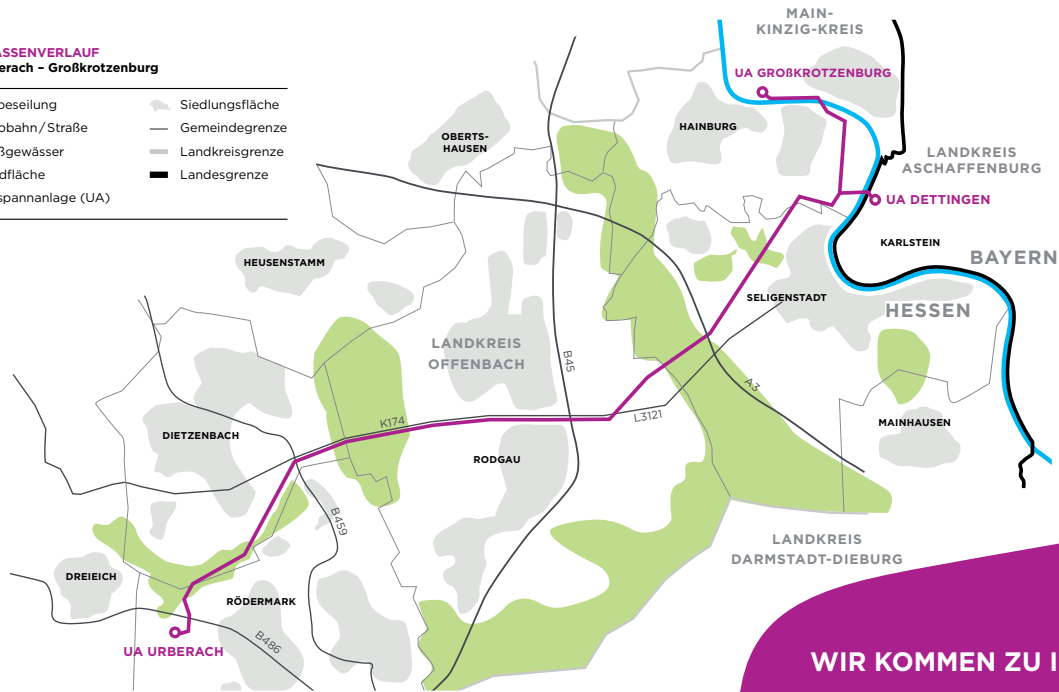 MAIN-
KINZIG-KREIS
ASSENVERLAUF
erach – Großkrotzenburg
UA GROßKROTZENBURG
beseilung
Siedlungsfläche
obahn/Straße
Gemeindegrenze
ßgewässer
Landkreisgrenze
dfläche
Landesgrenze
spannanlage (UA)
OBERTS-
HAUSEN
HAINBURG
LANDKREIS
ASCHAFFENBURG
UA DETTINGEN
KARLSTEIN
BAYERN
HEUSENSTAMM
SELIGENSTADT
HESSEN
LANDKREIS
OFFENBACH
B45
A3
K174
L3121
DIETZENBACH
MAINHAUSEN
RODGAU
B459
LANDKREIS
DARMSTADT-DIEBURG
DREIEICH
RÖDERMARK
B486
UA URBERACH
WIR KOMMEN ZU I